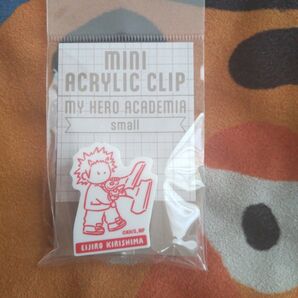 MINI
ACRYLIC CLIP
MY HERO ACADEMIA
small
EIJIRO KIRISHIMA